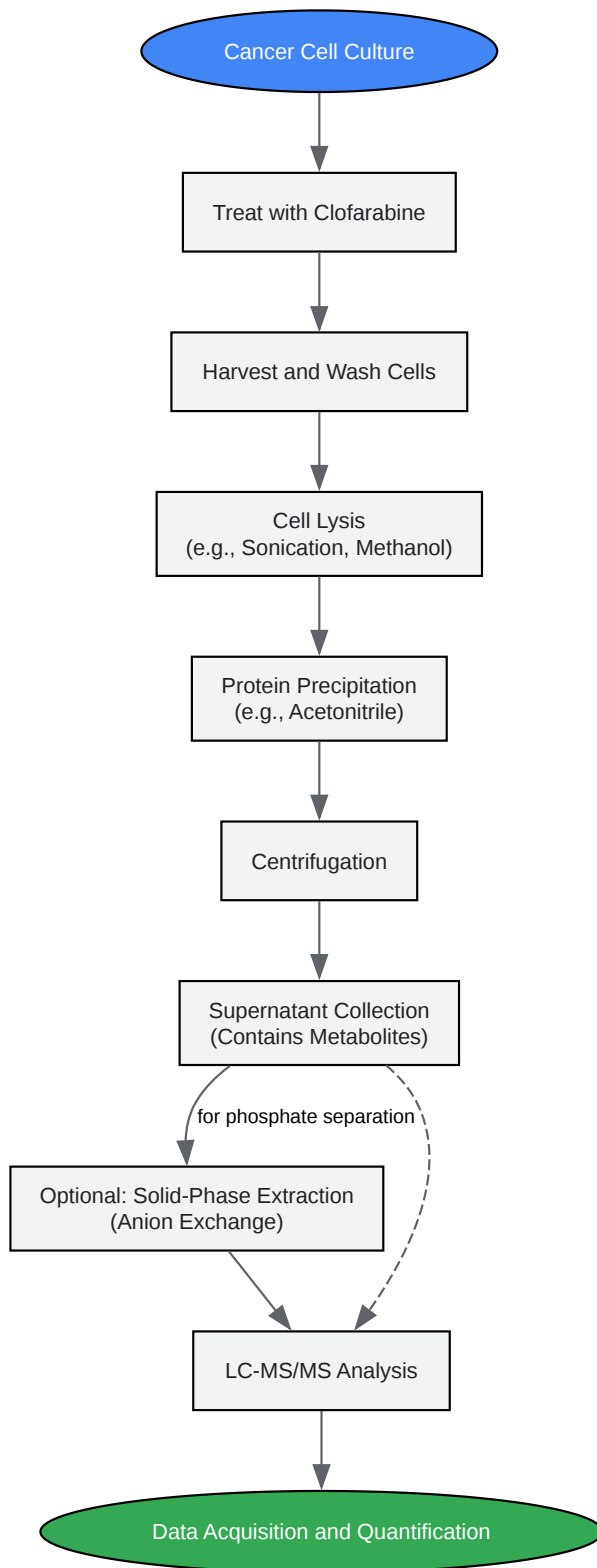 Cancer Cell Culture
Treat with Clofarabine
Harvest and Wash Cells
Cell Lysis
(e.g., Sonication, Methanol)
Protein Precipitation
(e.g., Acetonitrile)
Centrifugation
Supernatant Collection
(Contains Metabolites)
for phosphate separation
Optional: Solid-Phase Extraction
(Anion Exchange)
LC-MS/MS Analysis
Data Acquisition and Quantification